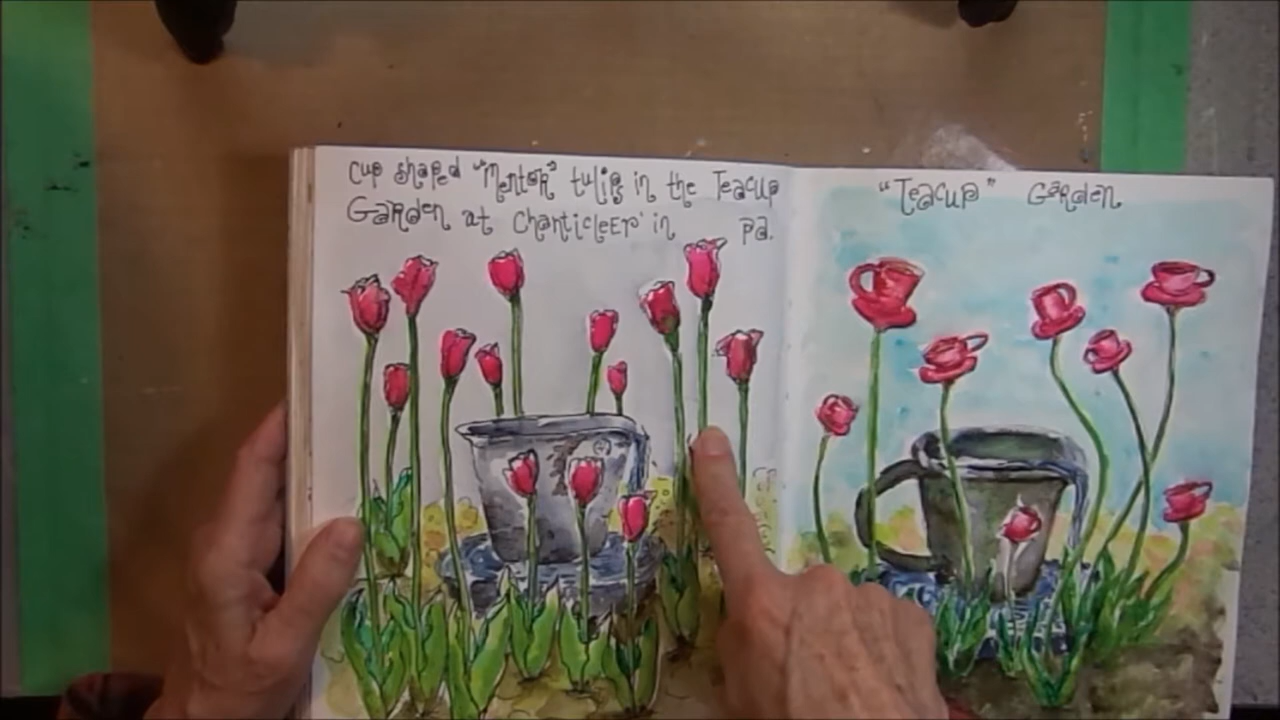 cup shaped "Mentor" tulips in the Teacup
Garden at Chanticleer in Pa.
"Teacup" Garden